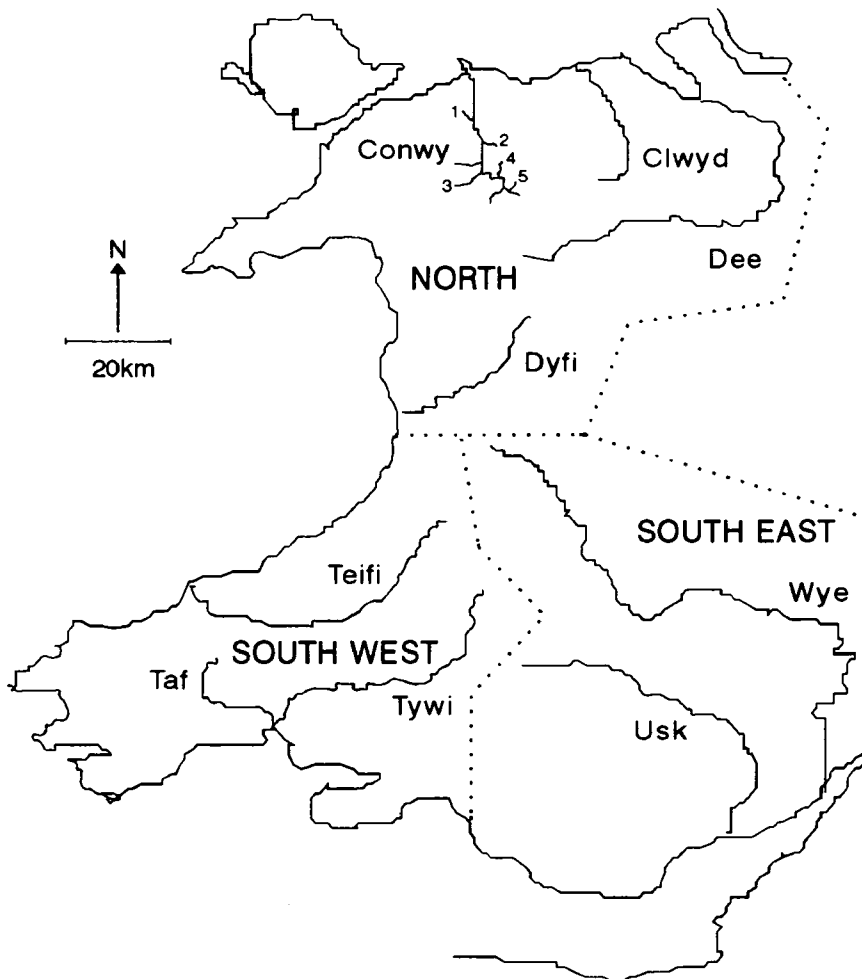 1
2
Conwy
4
3
5
Clwyd
N
Dee
NORTH
20km
Dyfi
SOUTH EAST
Teifi
Wye
SOUTH WEST
Taf
Tywi
Usk